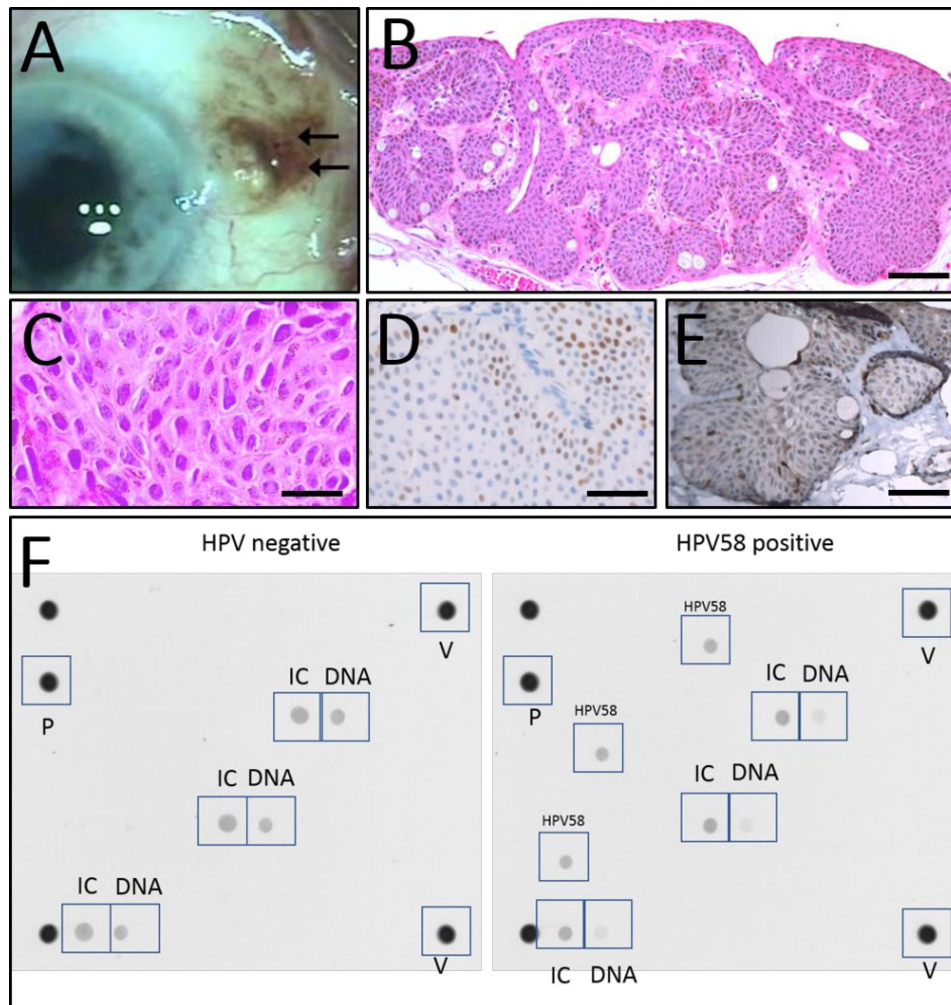 A
B
C
D
E
F
HPV negative
HPV58 positive
V
HPV58
P
IC DNA
P
IC DNA
V
HPV58
IC DNA
IC DNA
HPV58
IC DNA
V
IC DNA
V